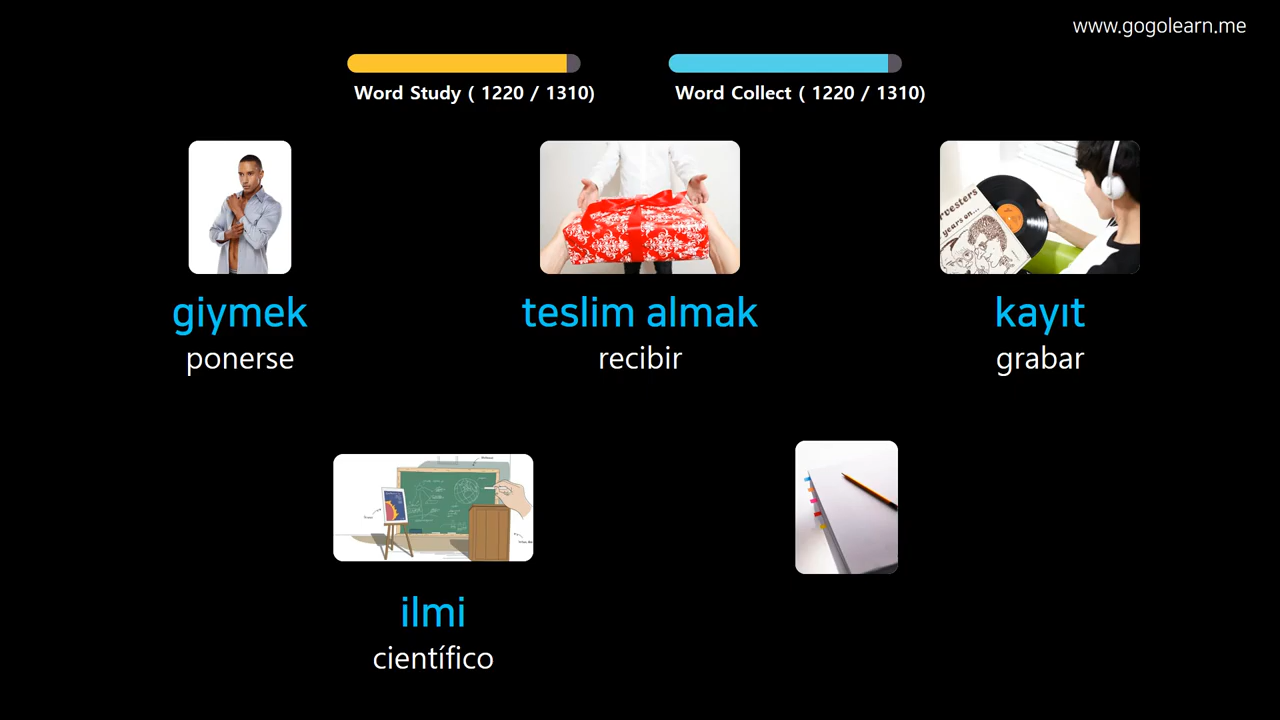 www.gogolearn.me
Word Study ( 1220 / 1310)
Word Collect ( 1220 / 1310)
giymek
ponerse
teslim almak
recibir
kayıt
grabar
ilmi
científico